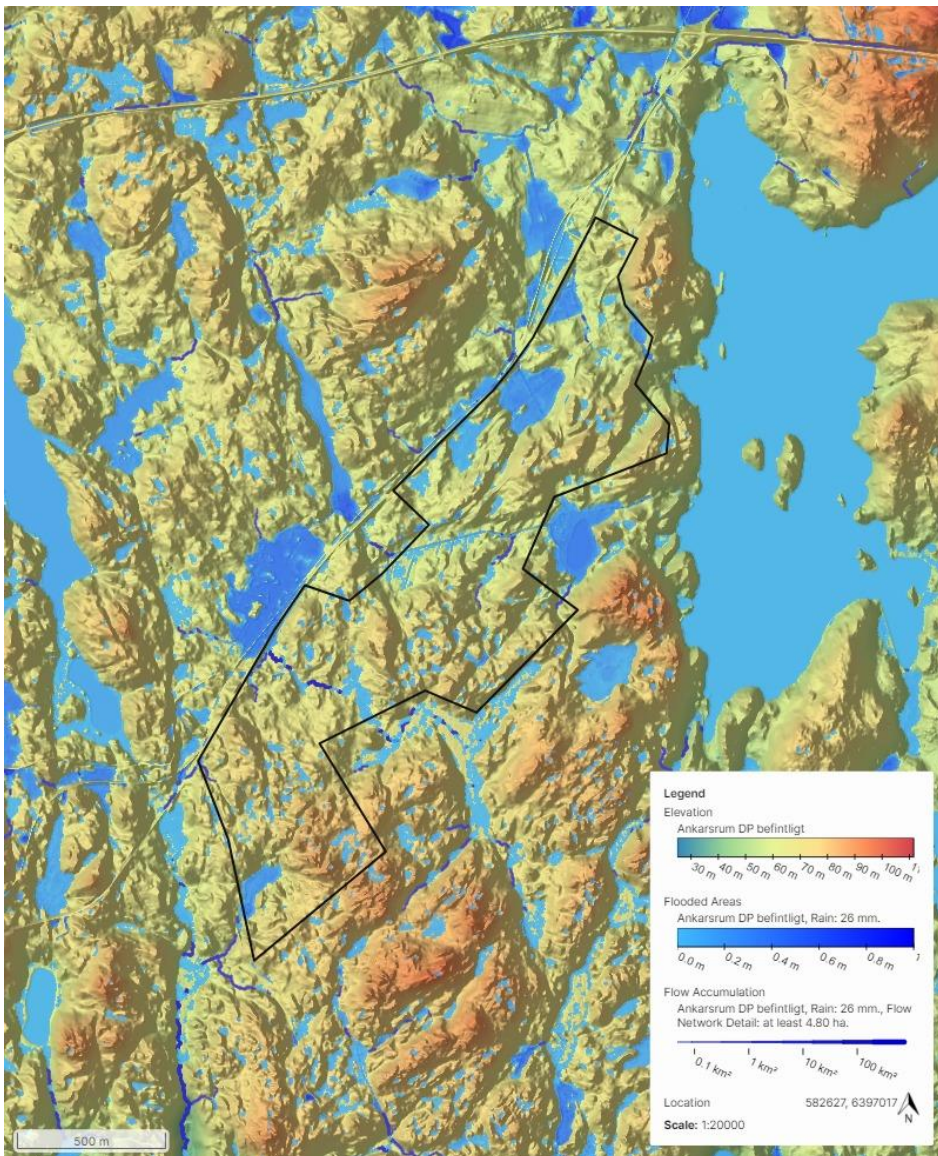 Legend
Elevation
Ankarsrum DP befintligt
30 m 40 m 50 m 60 m 70 m 80 m 90 m 100 m 1
Flooded Areas
Ankarsrum DP befintligt, Rain: 26 mm.
0.0 m 0.2 m 0.4 m 0.6 m 0.8 m 1
Flow Accumulation
Ankarsrum DP befintligt, Rain: 26 mm., Flow
Network Detail: at least 4.80 ha.
0.1 km² 1 km² 10 km² 100 km²
Location 582627, 6397017
N
Scale: 1:20000
500 m